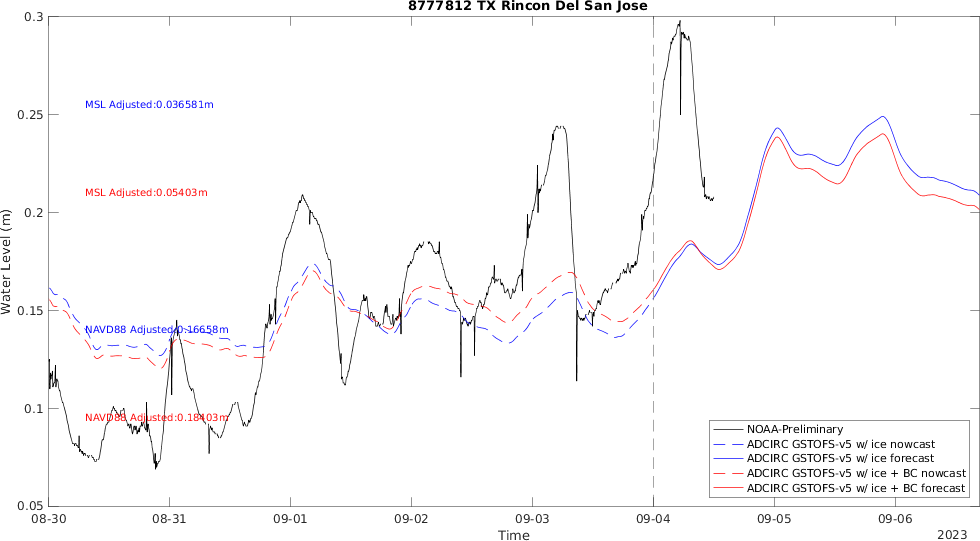 8777812 TX Rincon Del San Jose
0.3
0.25
0.2
0.15
0.1
0.05
Water Level (m)
MSL Adjusted:0.036581m
MSL Adjusted:0.05403m
NAVD88 Adjusted:0.16658m
NAVD88 Adjusted:0.18403m
NOAA-Preliminary
ADCIRC GSTOFS-v5 w/ ice nowcast
ADCIRC GSTOFS-v5 w/ ice forecast
ADCIRC GSTOFS-v5 w/ ice + BC nowcast
ADCIRC GSTOFS-v5 w/ ice + BC forecast
08-30 08-31 09-01 09-02 09-03 09-04 09-05 09-06
Time
2023